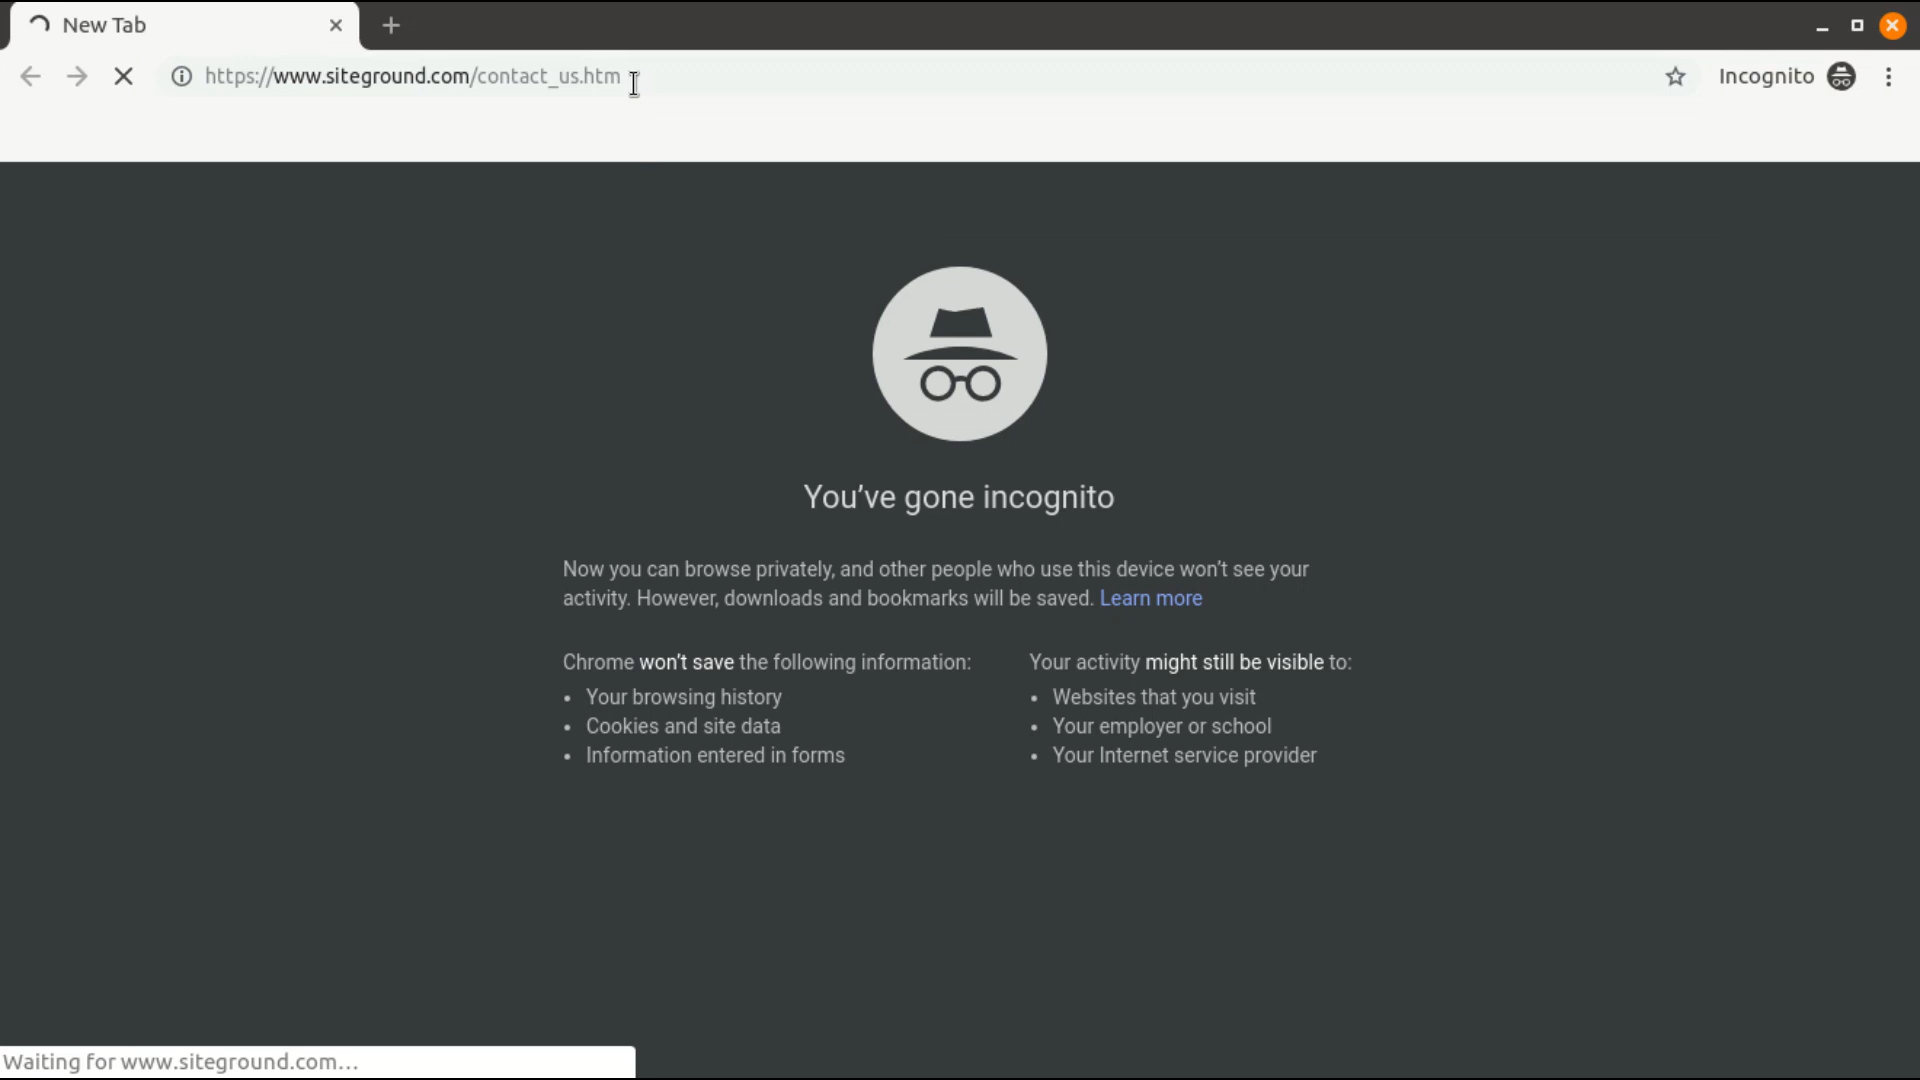 New Tab
https://www.siteground.com/contact_us.htm
Incognito
You've gone incognito
Now you can browse privately, and other people who use this device won't see your
activity. However, downloads and bookmarks will be saved. Learn more
Chrome won't save the following information:
• Your browsing history
• Cookies and site data
• Information entered in forms
Your activity might still be visible to:
• Websites that you visit
• Your employer or school
• Your Internet service provider
Waiting for www.siteground.com...